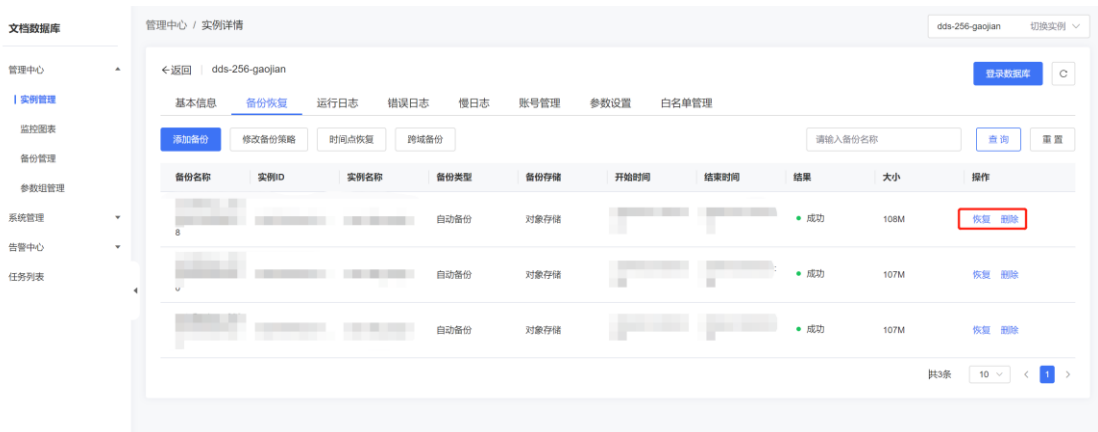 文档数据库
管理中心 / 实例详情
dds-256-gaojian 切换实例
管理中心
实例管理
监控图表
备份管理
参数组管理
系统管理
告警中心
任务列表
←返回 dds-256-gaojian
登录数据库
基本信息 备份恢复 运行日志 错误日志 慢日志 账号管理 参数设置 白名单管理
添加备份 修改备份策略 时间点恢复 跨域备份 请输入备份名称 查询 重置
备份名称 实例ID 实例名称 备份类型 备份存储 开始时间 结束时间 结果 大小 操作
8 自动备份 对象存储 成功 108M 恢复 删除
自动备份 对象存储 成功 107M 恢复 删除
自动备份 对象存储 成功 107M 恢复 删除
共3条 10 < 1 >